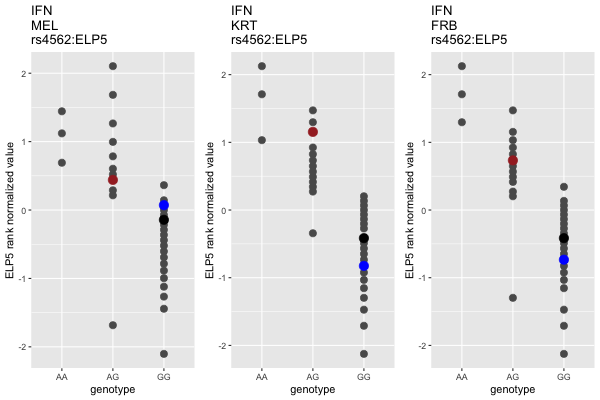 IFN
MEL
rs4562:ELP5
ELP5 rank normalized value
2
1
0
-1
-2
AA AG GG
genotype
IFN
KRT
rs4562:ELP5
ELP5 rank normalized value
2
1
0
-1
-2
AA AG GG
genotype
IFN
FRB
rs4562:ELP5
ELP5 rank normalized value
2
1
0
-1
-2
AA AG GG
genotype